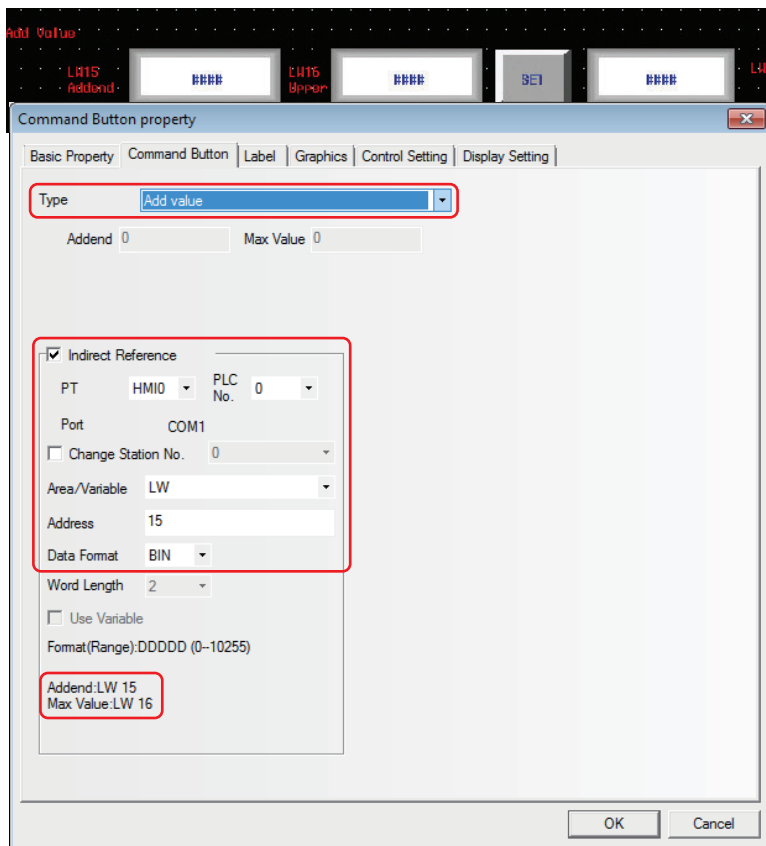 Add Value
LW15
Addend
####
LW16
Upper
####
SET
####
LW
Command Button property
Basic Property Command Button Label Graphics Control Setting Display Setting
Type Add value
Addend 0 Max Value 0
Indirect Reference
PT HMI0 PLC No. 0
Port COM1
Change Station No. 0
Area/Variable LW
Address 15
Data Format BIN
Word Length 2
Use Variable
Format(Range):DDDDD (0--10255)
Addend:LW 15
Max Value:LW 16
OK Cancel